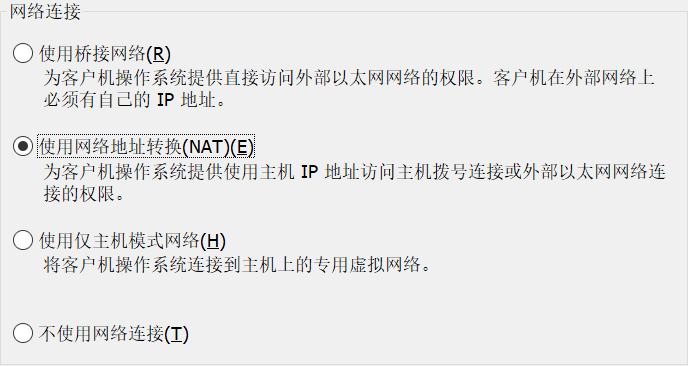 网络连接
使用桥接网络(R)
为客户机操作系统提供直接访问外部以太网网络的权限。客户机在外部网络上
必须有自己的 IP 地址。
使用网络地址转换(NAT)(E)
为客户机操作系统提供使用主机 IP 地址访问主机拨号连接或外部以太网网络连
接的权限。
使用仅主机模式网络(H)
将客户机操作系统连接到主机上的专用虚拟网络。
不使用网络连接(T)